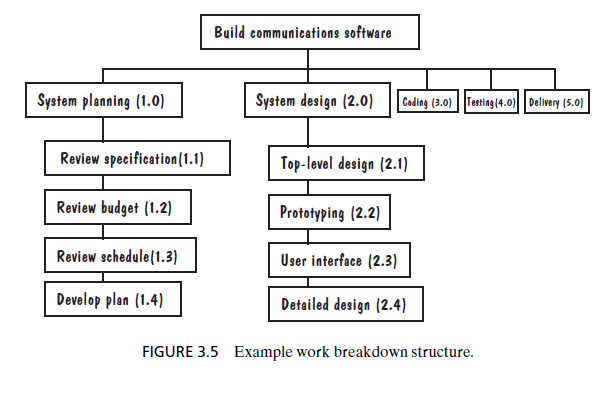 Build communications software
System planning (1.0)
System design (2.0)
Coding (3.0)
Testing(4.0)
Delivery (5.0)
Review specification(1.1)
Review budget (1.2)
Review schedule(1.3)
Develop plan (1.4)
Top-level design (2.1)
Prototyping (2.2)
User interface (2.3)
Detailed design (2.4)
FIGURE 3.5 Example work breakdown structure.